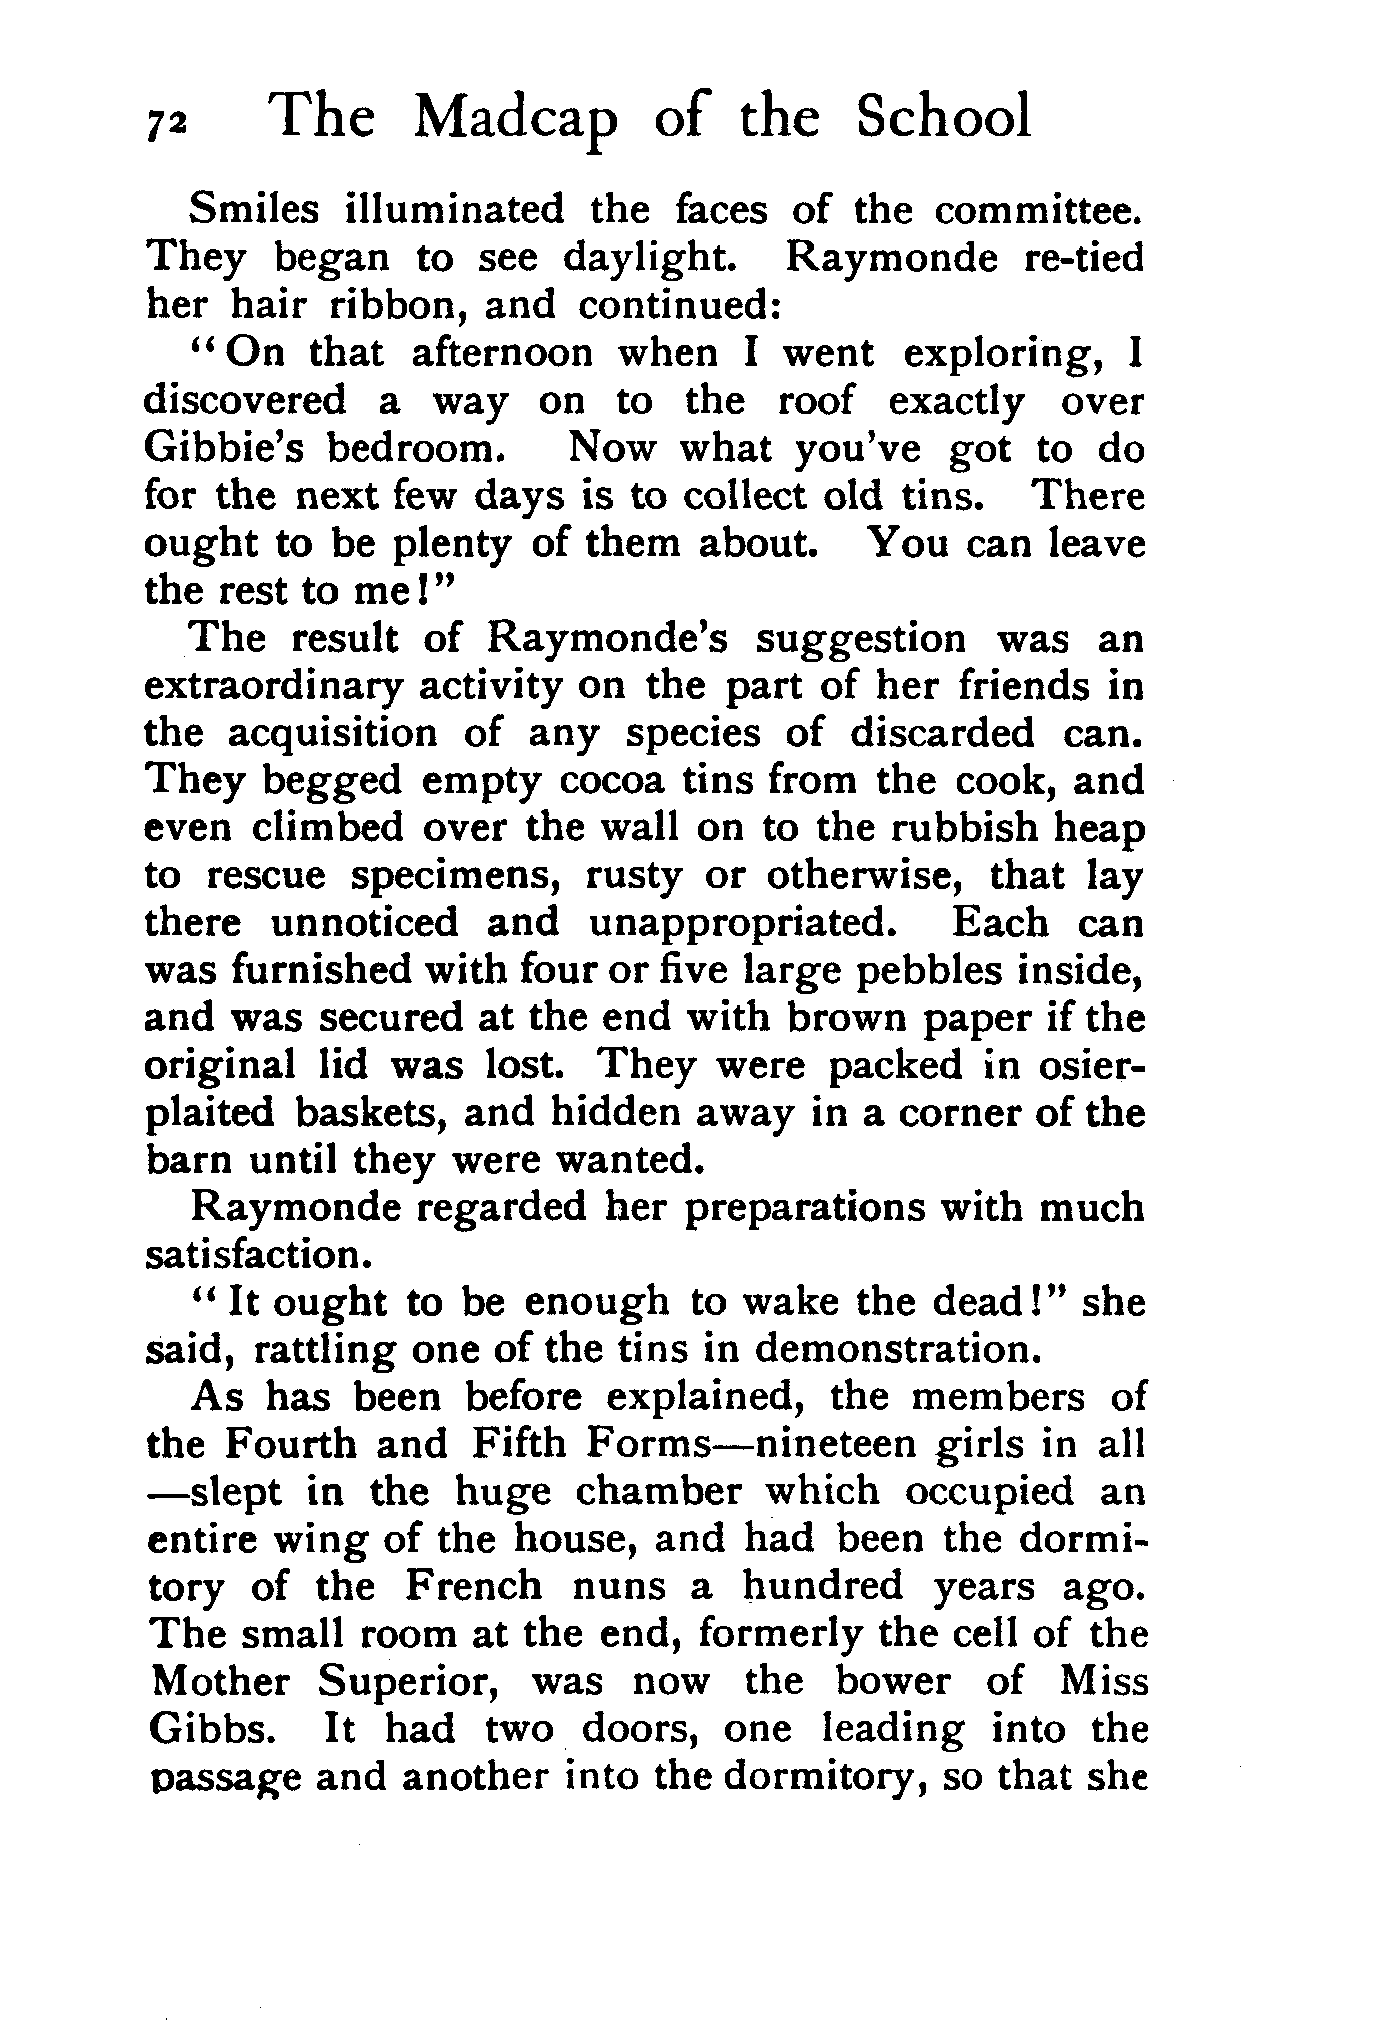 72 The Madcap of the School
Smiles illuminated the faces of the committee.
They began to see daylight. Raymonde re-tied
her hair ribbon, and continued:
"On that afternoon when I went exploring, I
discovered a way on to the roof exactly over
Gibbie's bedroom. Now what you've got to do
for the next few days is to collect old tins. There
ought to be plenty of them about. You can leave
the rest to me!"
The result of Raymonde's suggestion was an
extraordinary activity on the part of her friends in
the acquisition of any species of discarded can.
They begged empty cocoa tins from the cook, and
even climbed over the wall on to the rubbish heap
to rescue specimens, rusty or otherwise, that lay
there unnoticed and unappropriated. Each can
was furnished with four or five large pebbles inside,
and was secured at the end with brown paper if the
original lid was lost. They were packed in osier-
plaited baskets, and hidden away in a corner of the
barn until they were wanted.
Raymonde regarded her preparations with much
satisfaction.
"It ought to be enough to wake the dead!" she
said, rattling one of the tins in demonstration.
As has been before explained, the members of
the Fourth and Fifth Forms—nineteen girls in all
—slept in the huge chamber which occupied an
entire wing of the house, and had been the dormi-
tory of the French nuns a hundred years ago.
The small room at the end, formerly the cell of the
Mother Superior, was now the bower of Miss
Gibbs. It had two doors, one leading into the
passage and another into the dormitory, so that she